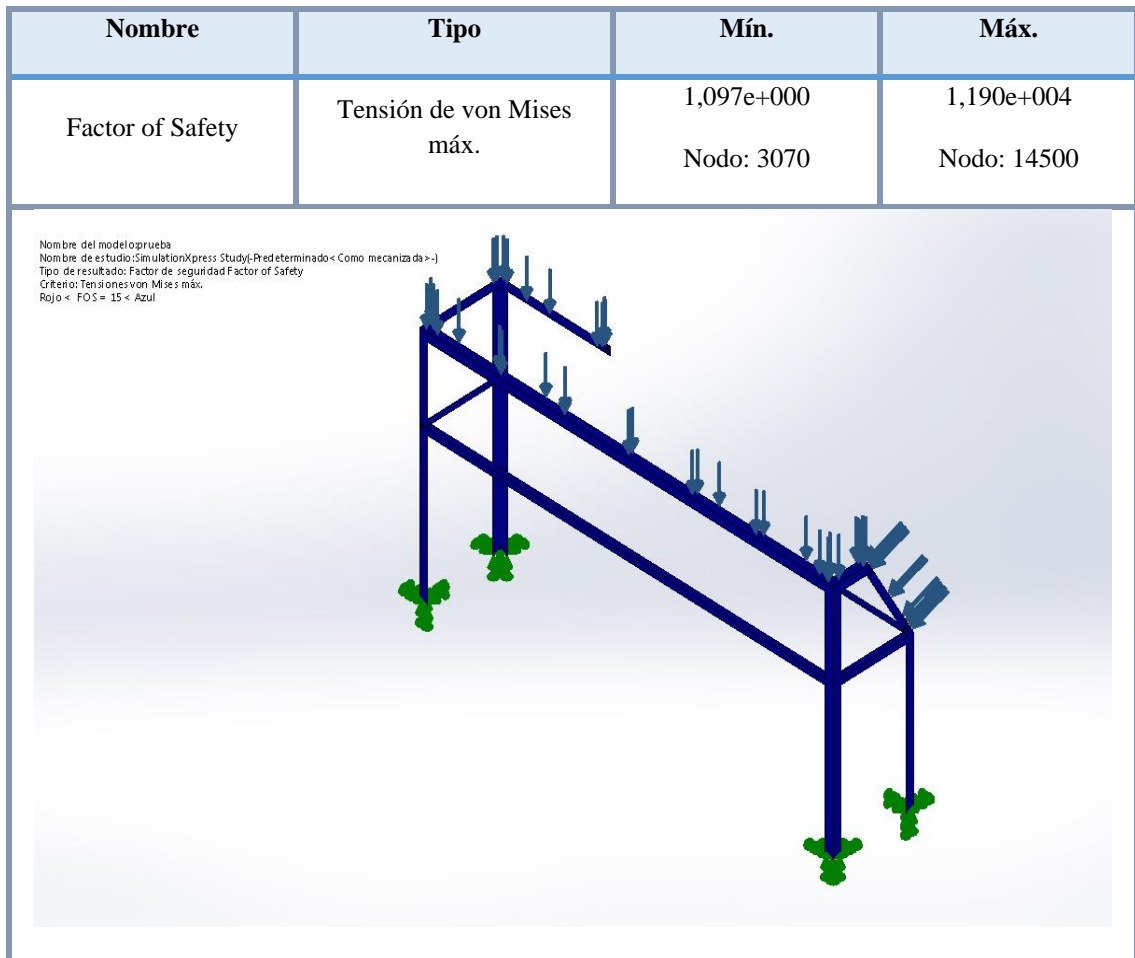 Nombre Tipo Mín. Máx.
Factor of Safety
Tensión de von Mises
máx.
1,097e+000
Nodo: 3070
1,190e+004
Nodo: 14500
Nombre del modelo:prueba
Nombre de estudio:SimulationXpress Study(-Predeterminado< Como mecanizada>-)
Tipo de resultado: Factor de seguridad Factor of Safety
Criterio: Tensiones von Mises máx.
Rojo < FOS = 15 < Azul